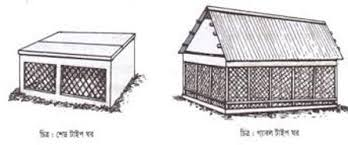 চিত্র : শেড টাইপ ঘর
চিত্র : গ্যাবল টাইপ ঘর